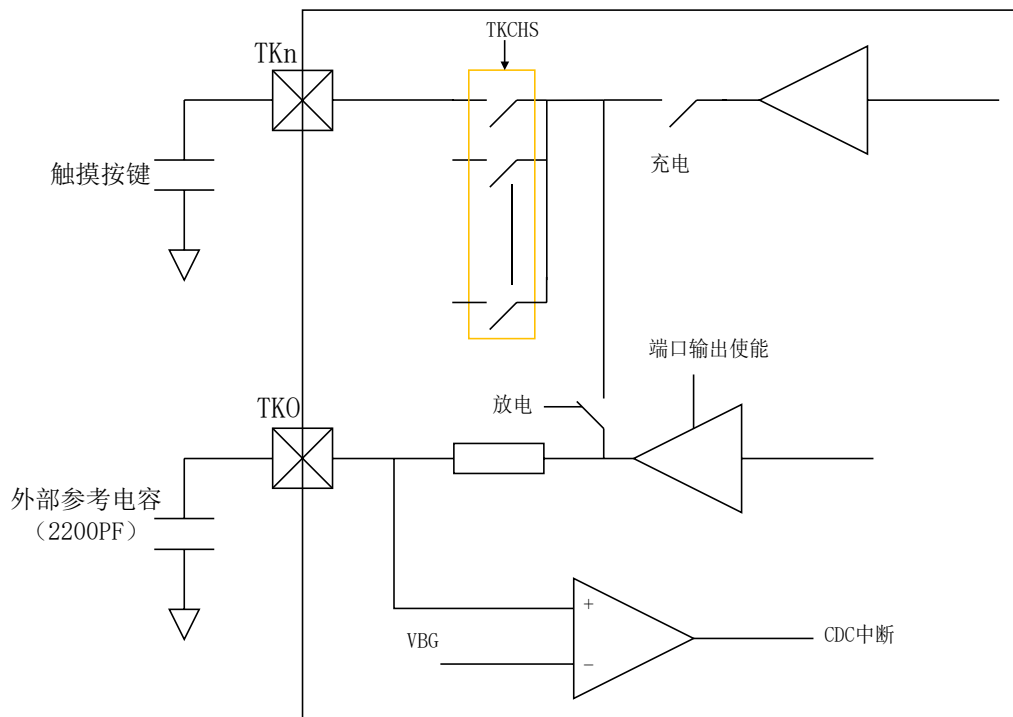 TKCHS
TKn
充电
触摸按键
端口输出使能
放电
TKO
外部参考电容
（2200PF）
+
VBG
−
CDC中断